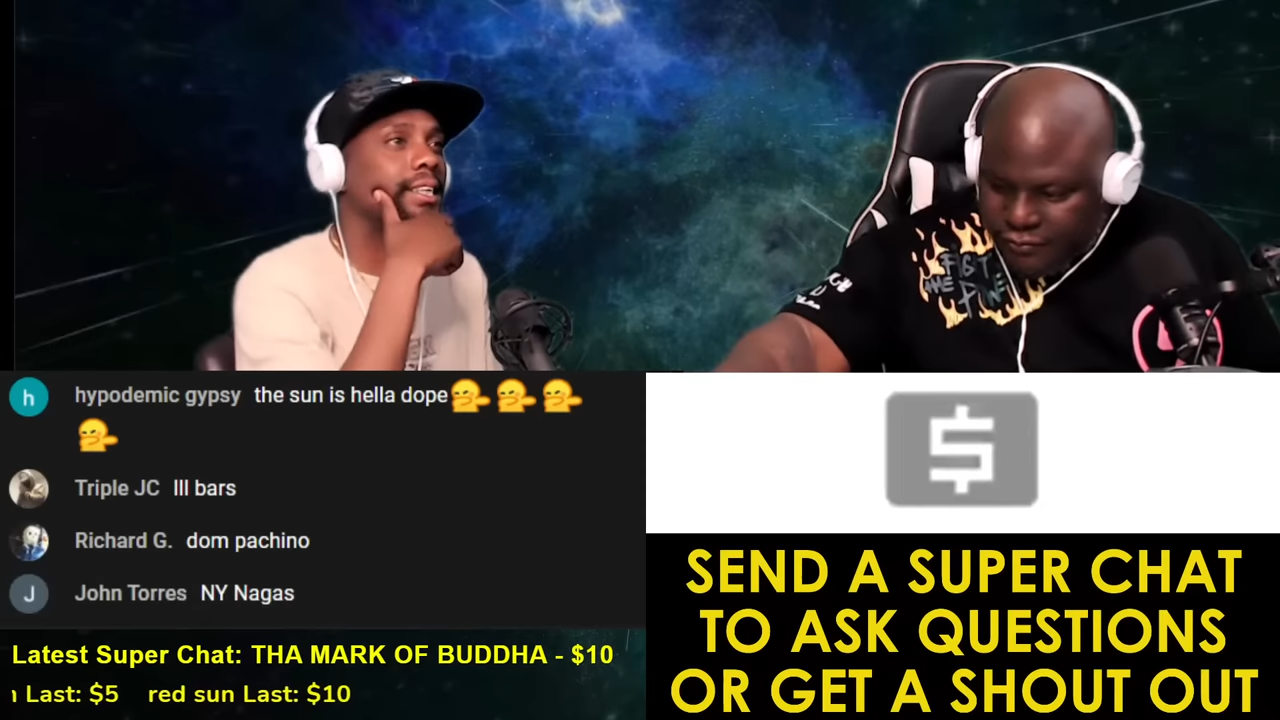 hypodemic gypsy the sun is hella dope
Triple JC lll bars
Richard G. dom pachino
John Torres NY Nagas
Latest Super Chat: THA MARK OF BUDDHA - $10
Last: $5 red sun Last: $10
SEND A SUPER CHAT
TO ASK QUESTIONS
OR GET A SHOUT OUT